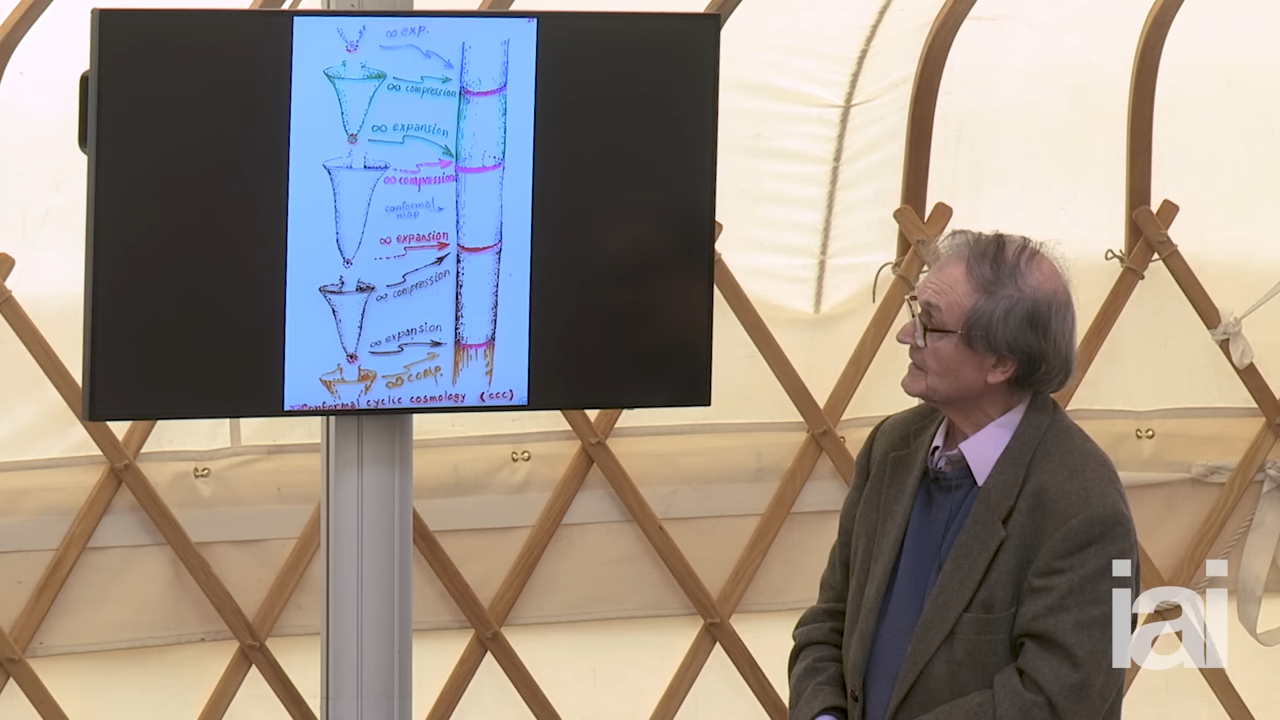 ∞ exp.
∞ compression
∞ expansion
∞ compression
conformal
map
∞ expansion
∞ compression
∞ expansion
∞ comp.
Conformal cyclic cosmology (CCC)
iai